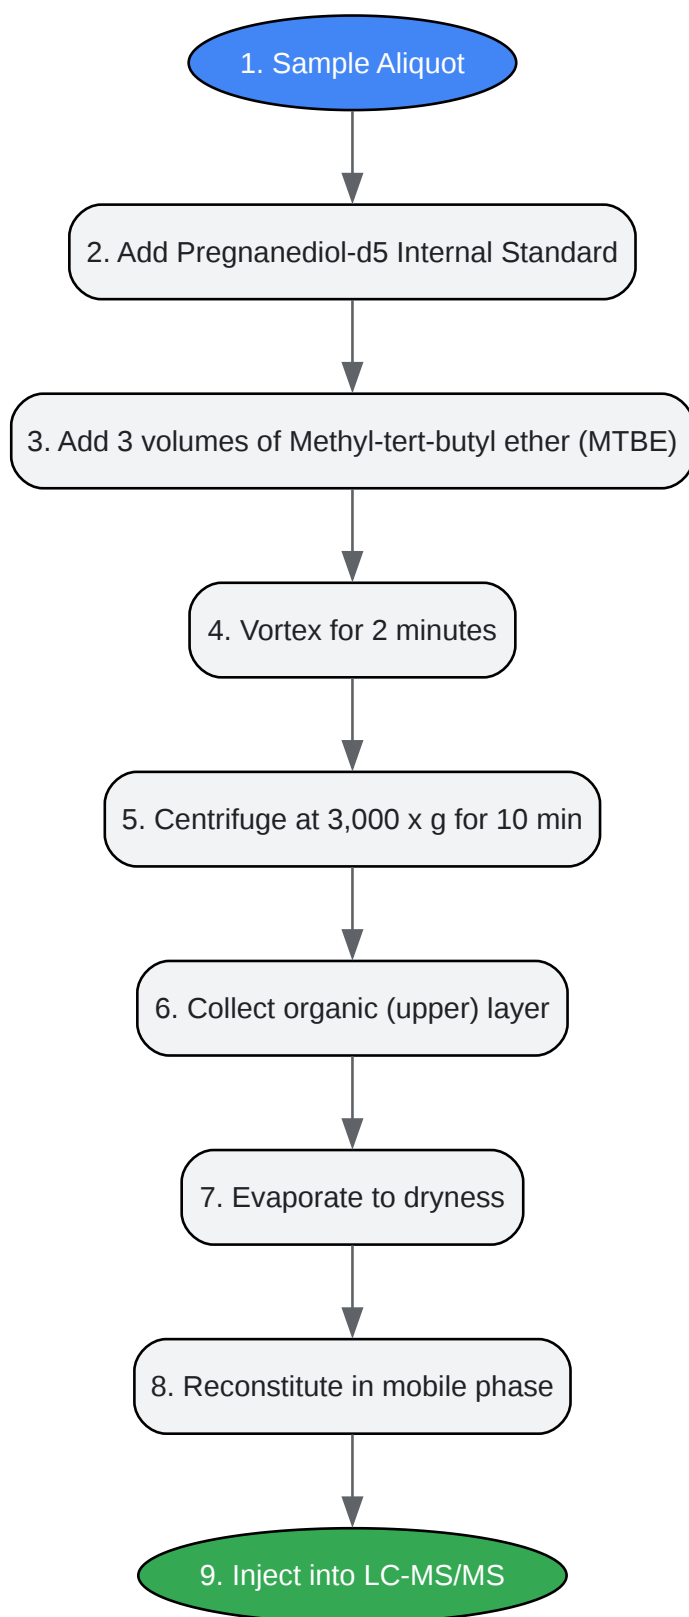 1. Sample Aliquot
2. Add Pregnanediol-d5 Internal Standard
3. Add 3 volumes of Methyl-tert-butyl ether (MTBE)
4. Vortex for 2 minutes
5. Centrifuge at 3,000 x g for 10 min
6. Collect organic (upper) layer
7. Evaporate to dryness
8. Reconstitute in mobile phase
9. Inject into LC-MS/MS